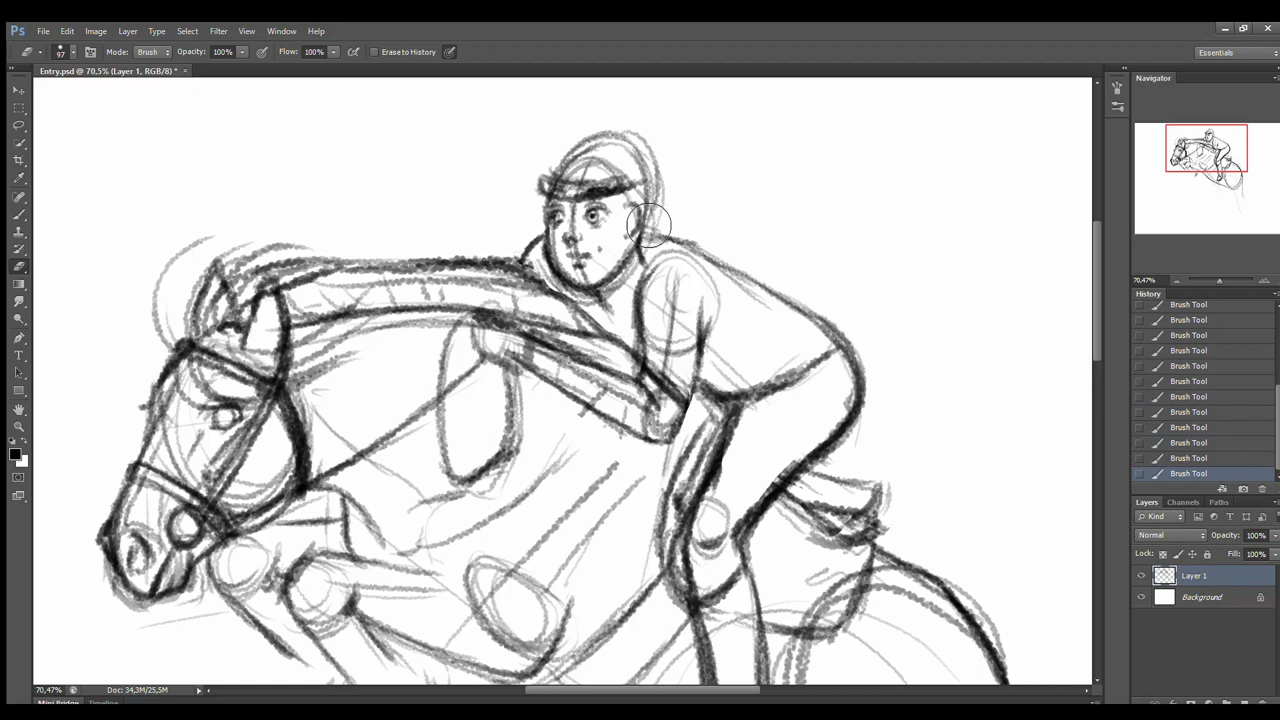 Ps File Edit Image Layer Type Select Filter View Window Help
97 Mode: Brush Opacity: 100% Flow: 100% Erase to History Essentials
Entry.psd @ 70,5% (Layer 1, RGB/8) * ×
Navigator
70,47%
History
Brush Tool
Brush Tool
Brush Tool
Brush Tool
Brush Tool
Brush Tool
Brush Tool
Brush Tool
Brush Tool
Brush Tool
Brush Tool
Brush Tool
Layers Channels Paths
Kind
Normal Opacity: 100%
Lock: Fill: 100%
Layer 1
Background
70,47% Doc: 34,3M/25,5M
Mini Bridge Timeline